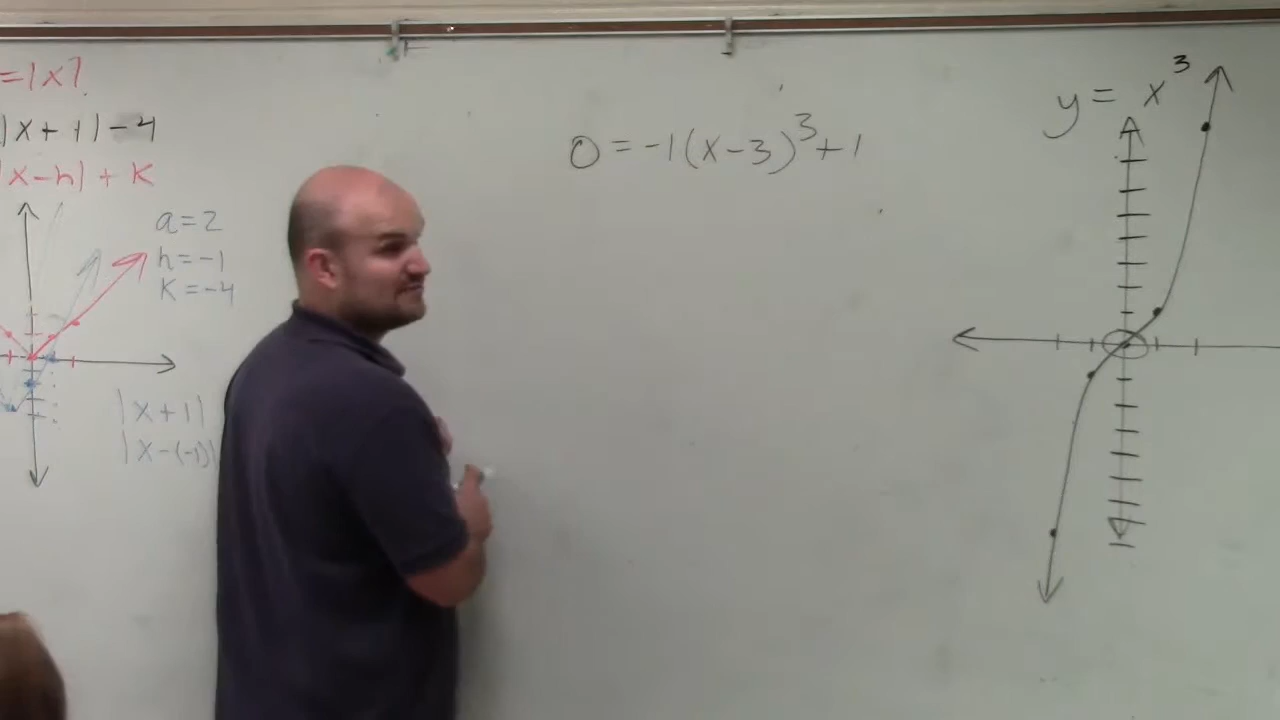 =|x|.
|x+1|-4
|x-h|+K
a=2
h=-1
K=-4
|x+1|
|x-(-1)|
0=-1(x-3)³+1
y=x³